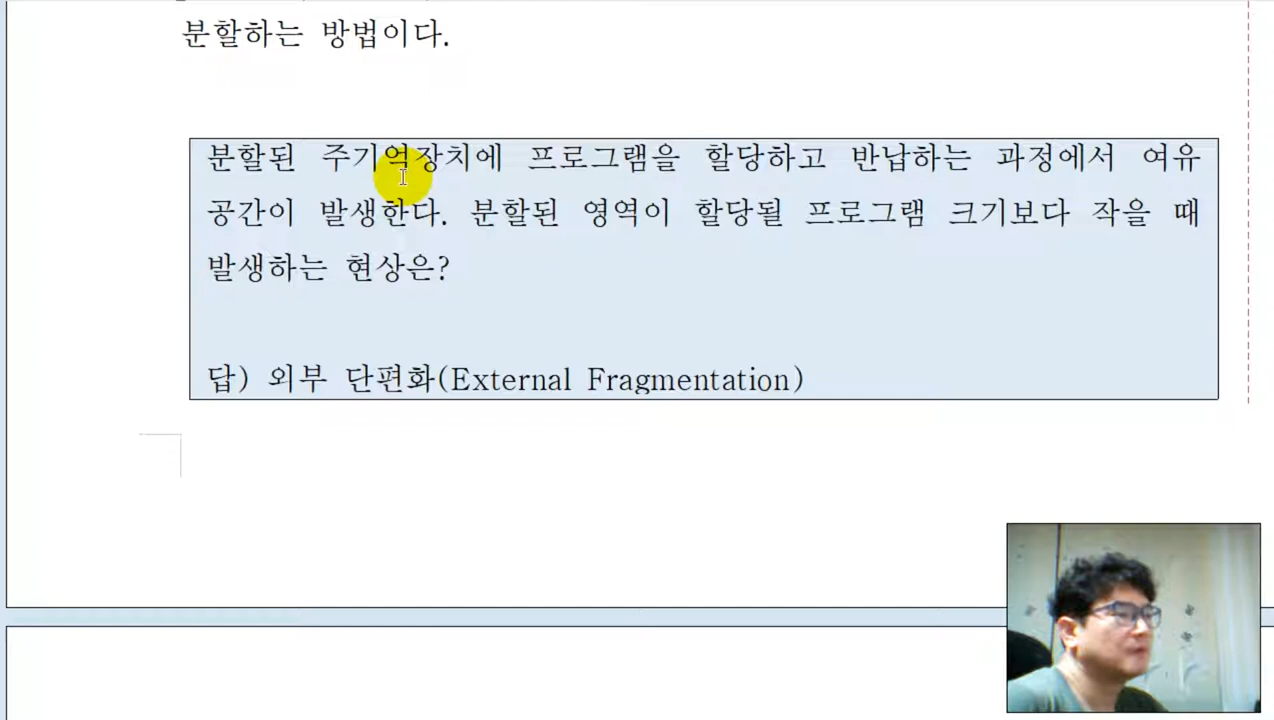 분할하는 방법이다.
분할된 주기억장치에 프로그램을 할당하고 반납하는 과정에서 여유
공간이 발생한다. 분할된 영역이 할당될 프로그램 크기보다 작을 때
발생하는 현상은?
답) 외부 단편화(External Fragmentation)